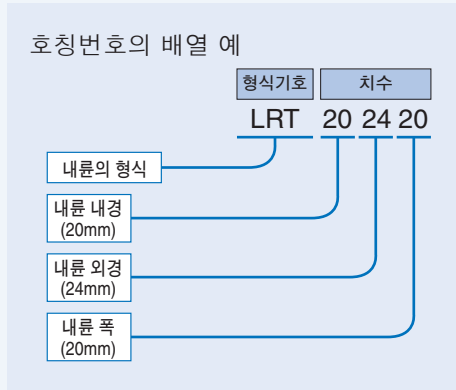 호칭번호의 배열 예
형식기호 치수
LRT 20 24 20
내륜의 형식
내륜 내경
(20mm)
내륜 외경
(24mm)
내륜 폭
(20mm)